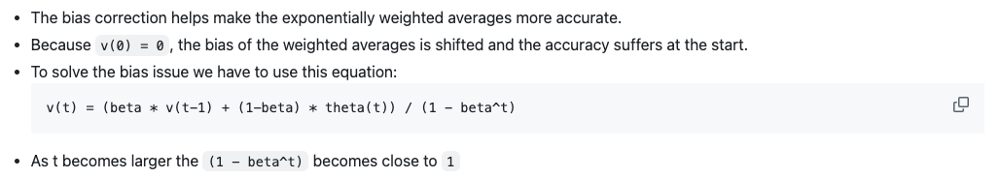 • The bias correction helps make the exponentially weighted averages more accurate.
• Because v(0) = 0, the bias of the weighted averages is shifted and the accuracy suffers at the start.
• To solve the bias issue we have to use this equation:
v(t) = (beta * v(t-1) + (1-beta) * theta(t)) / (1 - beta^t)
• As t becomes larger the (1 - beta^t) becomes close to 1